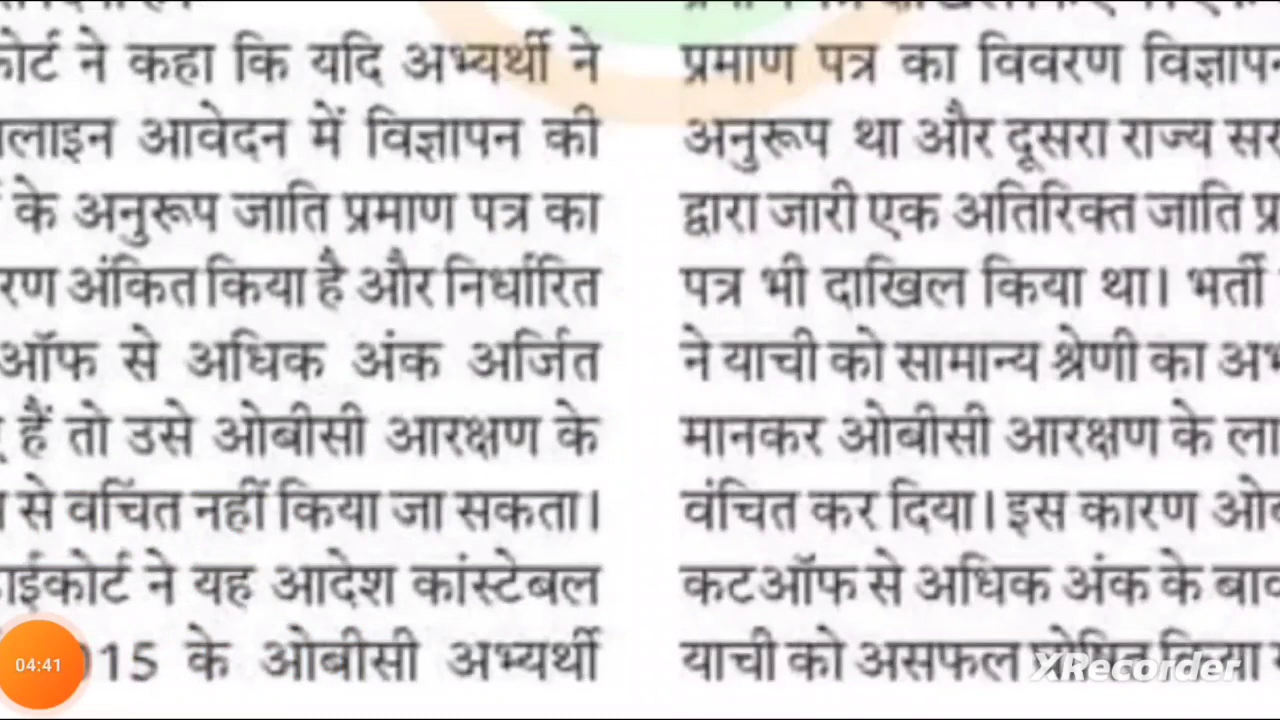 ने कहा कि यदि अभ्यर्थी ने
आवेदन में विज्ञापन की
के अनुरूप जाति प्रमाण पत्र का
अंकित किया है और निर्धारित
ऑफ से अधिक अंक अर्जित
हैं तो उसे ओबीसी आरक्षण के
से वंचित नहीं किया जा सकता।
ने यह आदेश कांस्टेबल
के ओबीसी अभ्यर्थी
प्रमाण पत्र का विवरण
अनुरूप था और दूसरा राज्य
द्वारा जारी एक अतिरिक्त जाति
पत्र भी दाखिल किया था। भर्ती
ने याची को सामान्य श्रेणी का
मानकर ओबीसी आरक्षण के
वंचित कर दिया। इस कारण
कटऑफ से अधिक अंक के
याची को असफल घोषित किया
04:41
XRecorder